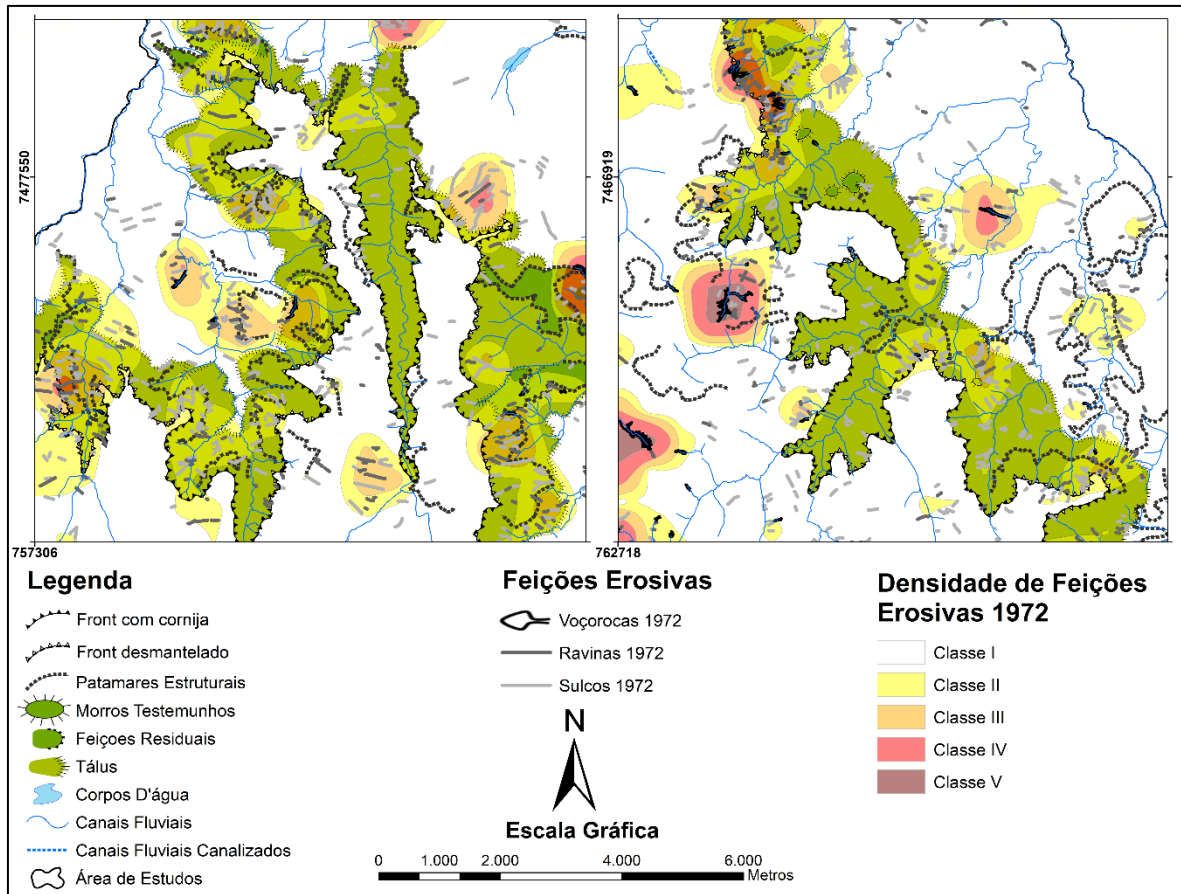 7477550
7466919
757306
762718
Legenda
Front com cornija
Front desmantelado
Patamares Estruturais
Morros Testemunhos
Feiçoes Residuais
Tálus
Corpos D'água
Canais Fluviais
Canais Fluviais Canalizados
Área de Estudos
Feições Erosivas
Voçorocas 1972
Ravinas 1972
Sulcos 1972
N
Escala Gráfica
0 1.000 2.000 4.000 6.000
Metros
Densidade de Feições
Erosivas 1972
Classe I
Classe II
Classe III
Classe IV
Classe V